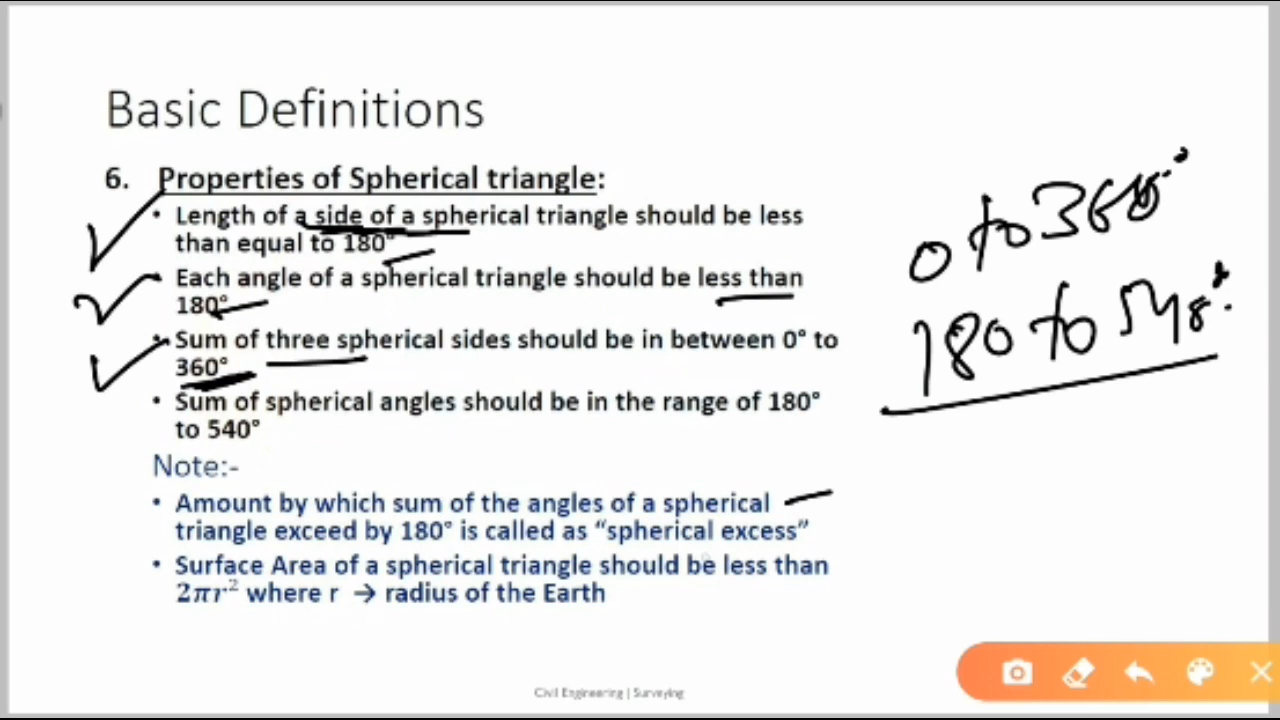 Basic Definitions
6. Properties of Spherical triangle:
• Length of a side of a spherical triangle should be less
than equal to 180°
• Each angle of a spherical triangle should be less than
180°
• Sum of three spherical sides should be in between 0° to
360°
• Sum of spherical angles should be in the range of 180°
to 540°
Note:-
• Amount by which sum of the angles of a spherical
triangle exceed by 180° is called as “spherical excess”
• Surface Area of a spherical triangle should be less than
2πr² where r → radius of the Earth
0 to 360°
180 to 540°
Civil Engineering | Surveying